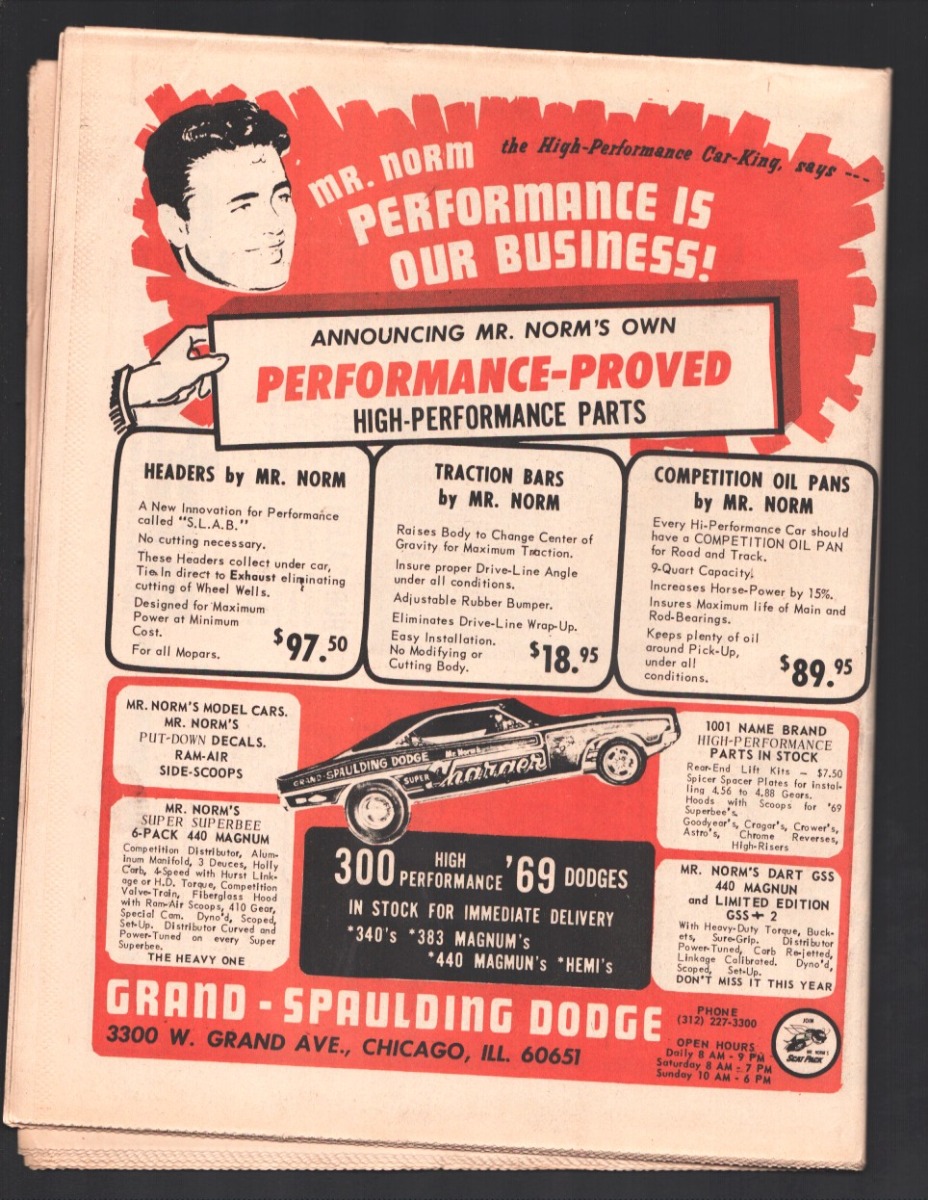 MR. NORM the High-Performance Car-King, says ---
PERFORMANCE IS
OUR BUSINESS!
ANNOUNCING MR. NORM'S OWN
PERFORMANCE-PROVED
HIGH-PERFORMANCE PARTS
HEADERS by MR. NORM
A New Innovation for Performance
called "S.L.A.B."
No cutting necessary.
These Headers collect under car,
Tie In direct to Exhaust eliminating
cutting of Wheel Wells.
Designed for Maximum
Power at Minimum
Cost.
For all Mopars.
$97.50
TRACTION BARS
by MR. NORM
Raises Body to Change Center of
Gravity for Maximum Traction.
Insure proper Drive-Line Angle
under all conditions.
Adjustable Rubber Bumper.
Eliminates Drive-Line Wrap-Up.
Easy Installation.
No Modifying or
Cutting Body.
$18.95
COMPETITION OIL PANS
by MR. NORM
Every Hi-Performance Car should
have a COMPETITION OIL PAN
for Road and Track.
9-Quart Capacity.
Increases Horse-Power by 15%.
Insures Maximum life of Main and
Rod-Bearings.
Keeps plenty of oil
around Pick-Up,
under all
conditions.
$89.95
MR. NORM'S MODEL CARS.
MR. NORM'S
PUT-DOWN DECALS.
RAM-AIR
SIDE-SCOOPS
MR. NORM'S
SUPER SUPERBEE
6-PACK 440 MAGNUM
Competition Distributor, Alum-
inum Manifold, 3 Deuces, Holly
Carb, 4-Speed with Hurst Link-
age or H.D. Torque, Competition
Valve-Train, Fiberglass Hood
with Ram-Air Scoops, 410 Gear,
Special Cam. Dyno'd, Scoped,
Set-Up. Distributor Curved and
Power-Tuned on every Super
Superbee.
THE HEAVY ONE
GRAND-SPAULDING DODGE
Mr. Norm's
SUPER Charger
300 HIGH PERFORMANCE '69 DODGES
IN STOCK FOR IMMEDIATE DELIVERY
*340's *383 MAGNUM's
*440 MAGMUN's *HEMI's
1001 NAME BRAND
HIGH-PERFORMANCE
PARTS IN STOCK
Rear-End Lift Kits – $7.50
Spicer Spacer Plates for instal-
ling 4.56 to 4.88 Gears.
Hoods with Scoops for '69
Superbee's.
Goodyear's, Cragar's, Crower's,
Astro's, Chrome Reverses,
High-Risers
MR. NORM'S DART GSS
440 MAGNUN
and LIMITED EDITION
GSS + 2
With Heavy-Duty Torque, Buck-
ets, Sure-Grip. Distributor
Power-Tuned, Carb Re-jetted,
Linkage Calibrated. Dyno'd,
Scoped, Set-Up.
DON'T MISS IT THIS YEAR
GRAND - SPAULDING DODGE
3300 W. GRAND AVE., CHICAGO, ILL. 60651
PHONE
(312) 227-3300
OPEN HOURS
Daily 8 AM - 9 PM
Saturday 8 AM - 7 PM
Sunday 10 AM - 6 PM
JOIN
MR. NORM'S
SCAT PACK